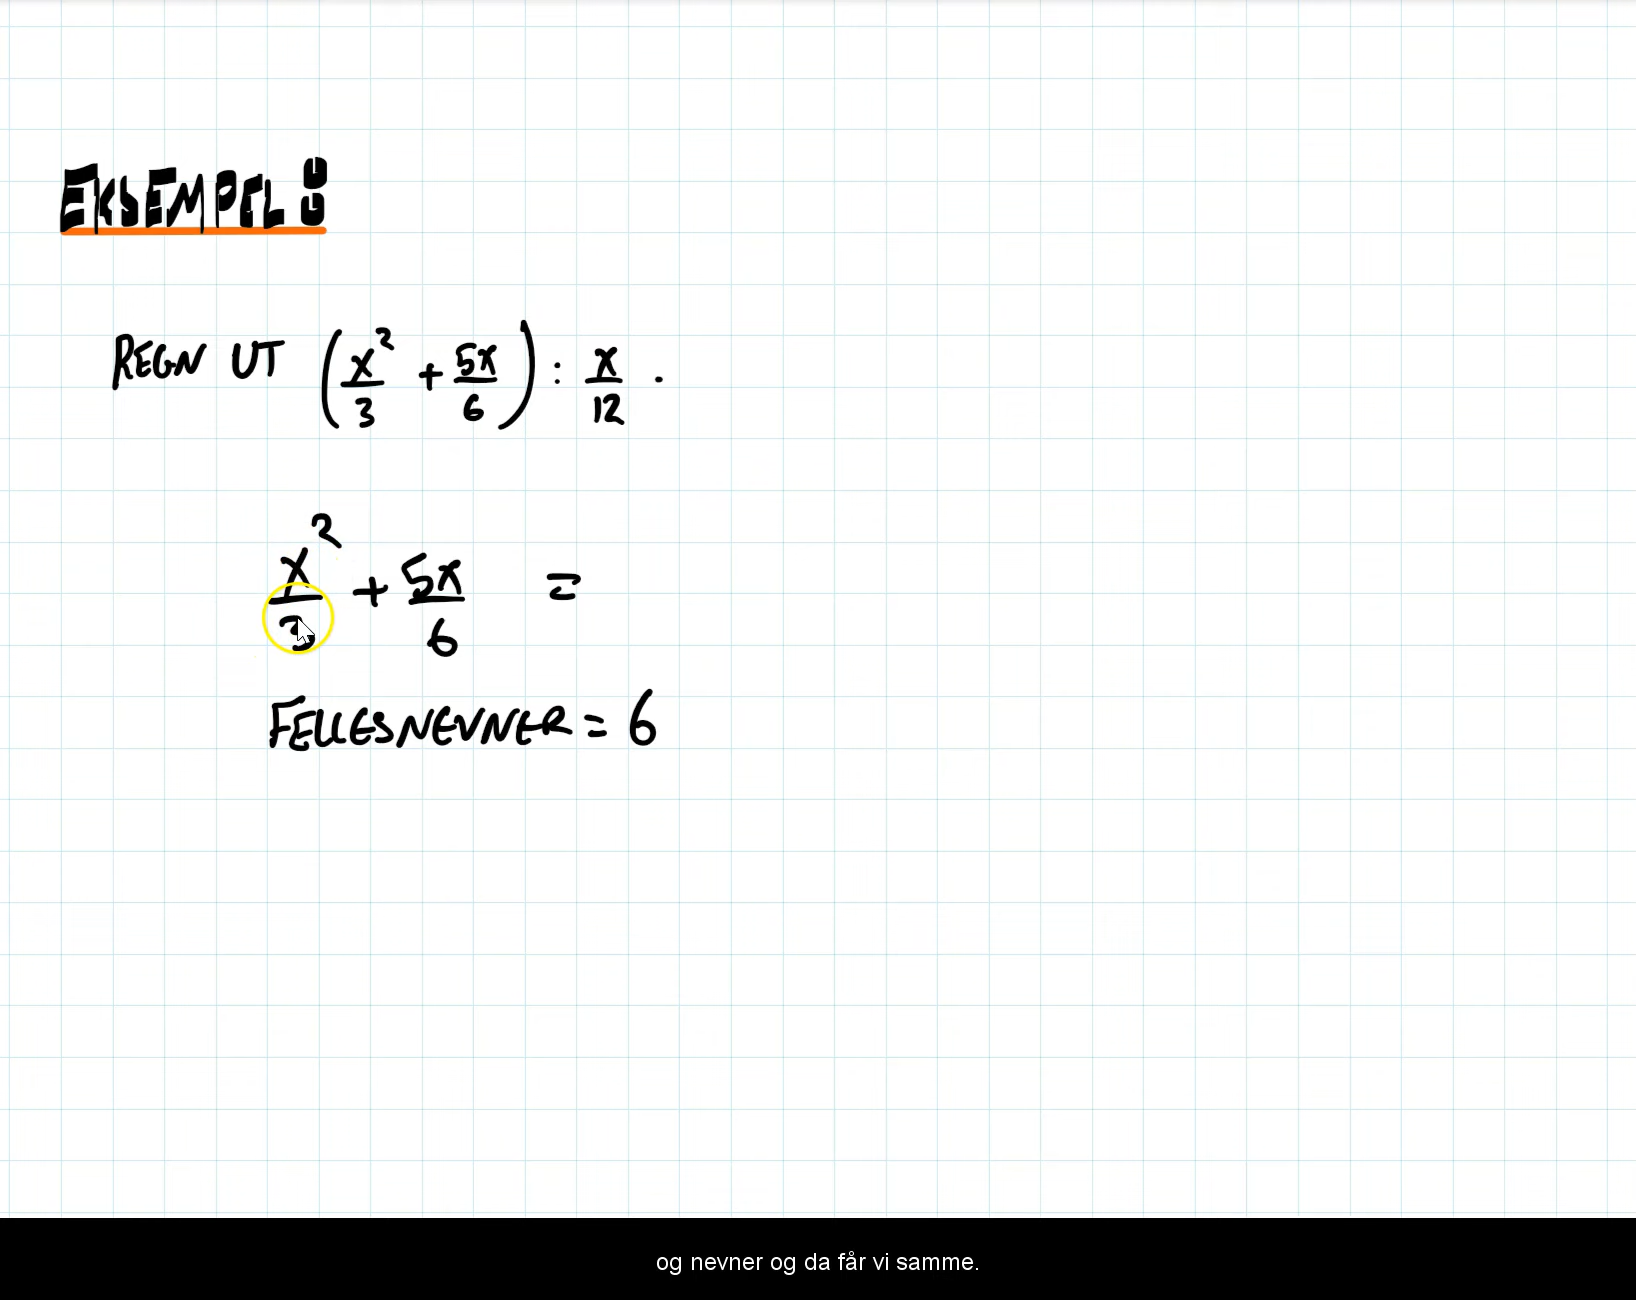 EKSEMPEL:
REGN UT (x²/3 + 5x/6) : x/12 .
x²/3 + 5x/6 =
FELLESNEVNER = 6
og nevner og da får vi samme.